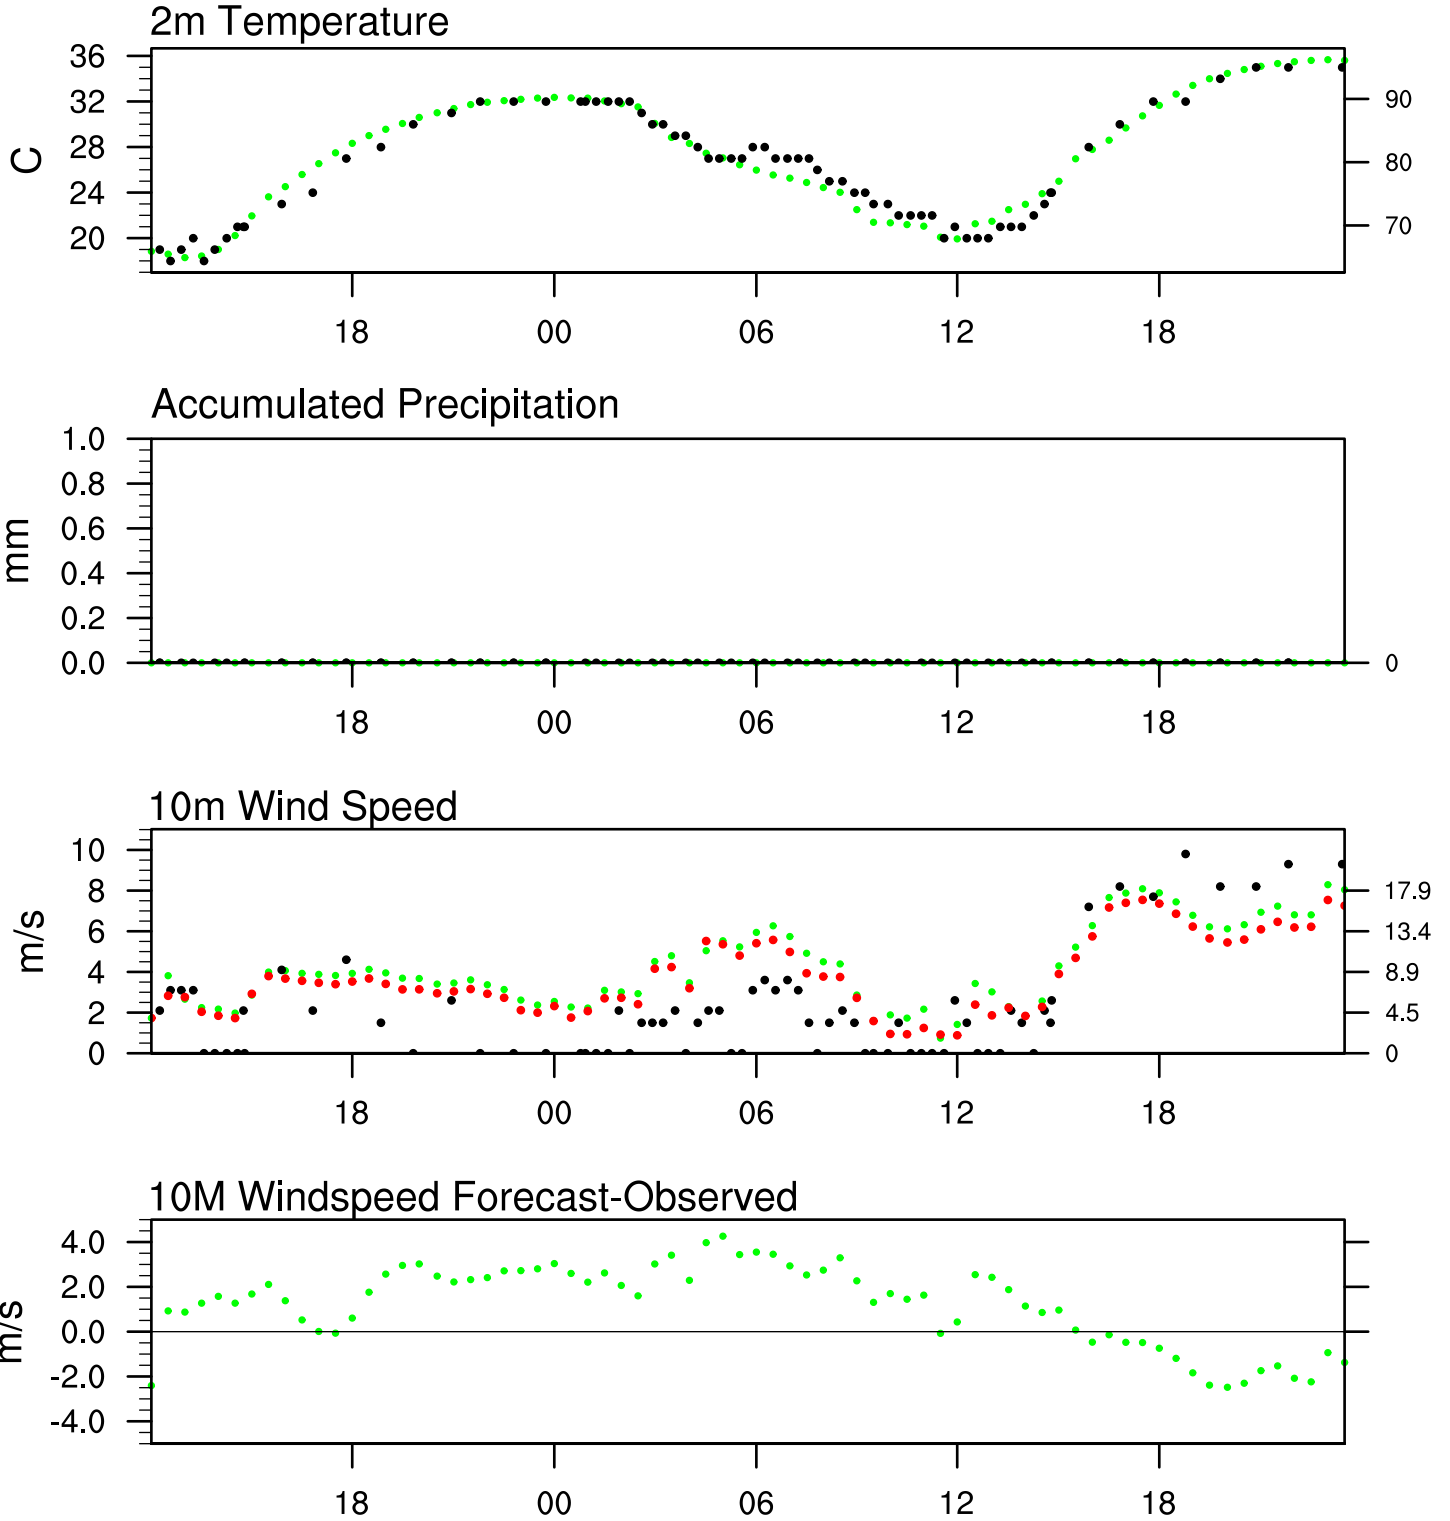 2m Temperature
36
32
28
24
20
C
90
80
70
18 00 06 12 18
Accumulated Precipitation
1.0
0.8
0.6
0.4
0.2
0.0
mm
0
18 00 06 12 18
10m Wind Speed
10
8
6
4
2
0
m/s
17.9
13.4
8.9
4.5
0
18 00 06 12 18
10M Windspeed Forecast-Observed
4.0
2.0
0.0
-2.0
-4.0
m/s
18 00 06 12 18